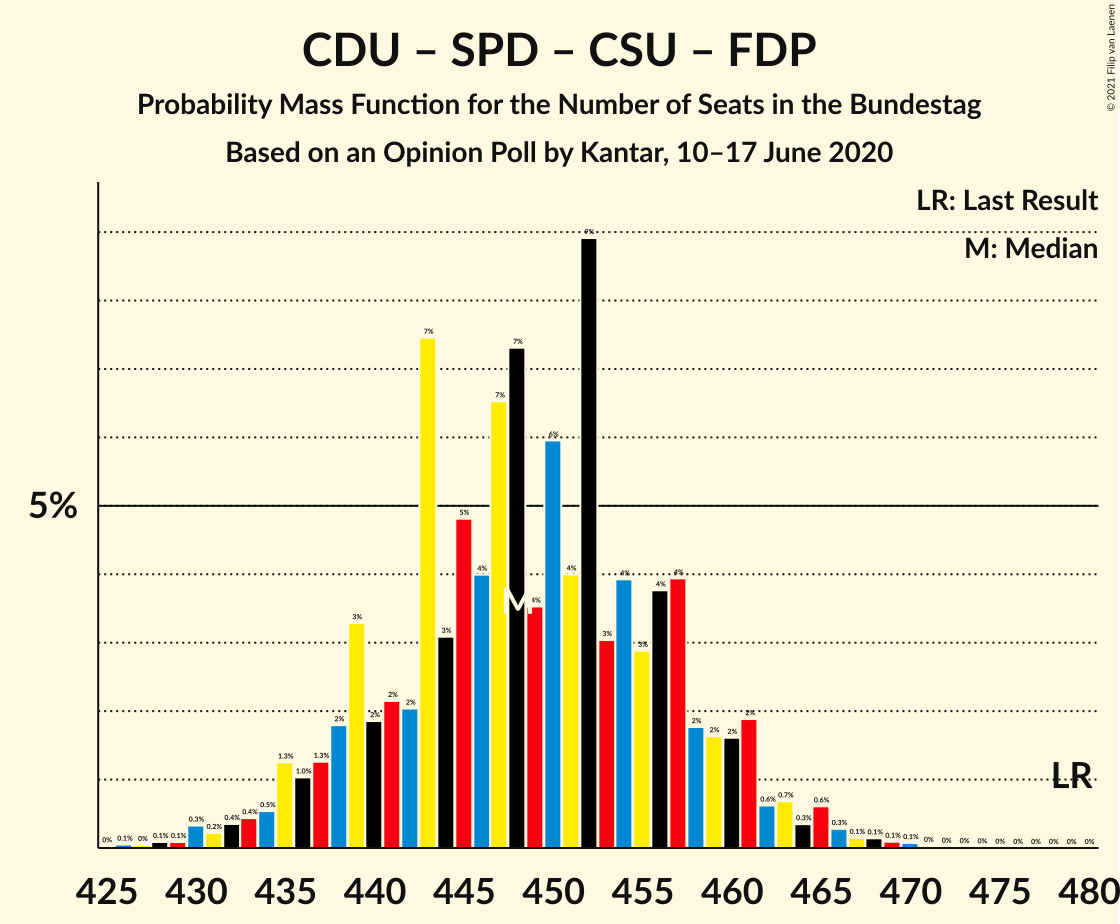 CDU – SPD – CSU – FDP
Probability Mass Function for the Number of Seats in the Bundestag
Based on an Opinion Poll by Kantar, 10–17 June 2020
© 2021 Filip van Laenen
LR: Last Result
M: Median
5%
0% 0.1% 0% 0.1% 0.1% 0.3% 0.2% 0.4% 0.4% 0.5% 1.3% 1.0% 1.3% 2% 3% 2% 2% 2% 7% 3% 5% 4% 7% 7% 4% 6% 4% 9% 3% 4% 3% 4% 4% 2% 2% 2% 2% 0.6% 0.7% 0.3% 0.6% 0.3% 0.1% 0.1% 0.1% 0.1% 0% 0% 0% 0% 0% 0% 0% 0% 0% 0%
M
LR
425 430 435 440 445 450 455 460 465 470 475 480